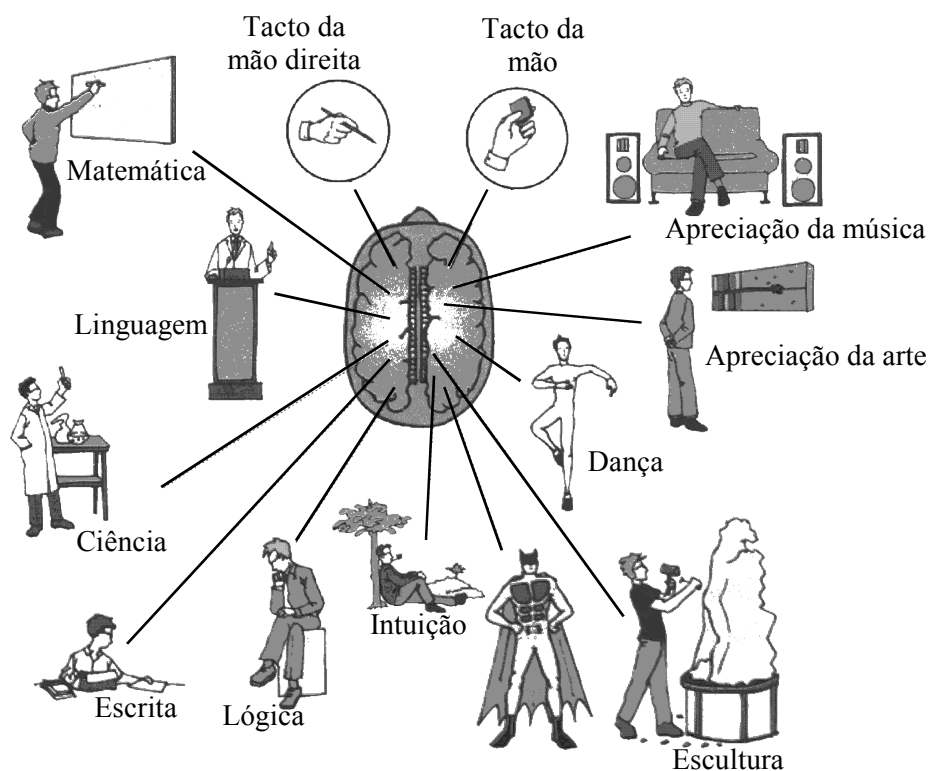 Tacto da
mão direita
Tacto da
mão
Matemática
Apreciação da música
Linguagem
Apreciação da arte
Dança
Ciência
Intuição
Escrita
Lógica
Escultura